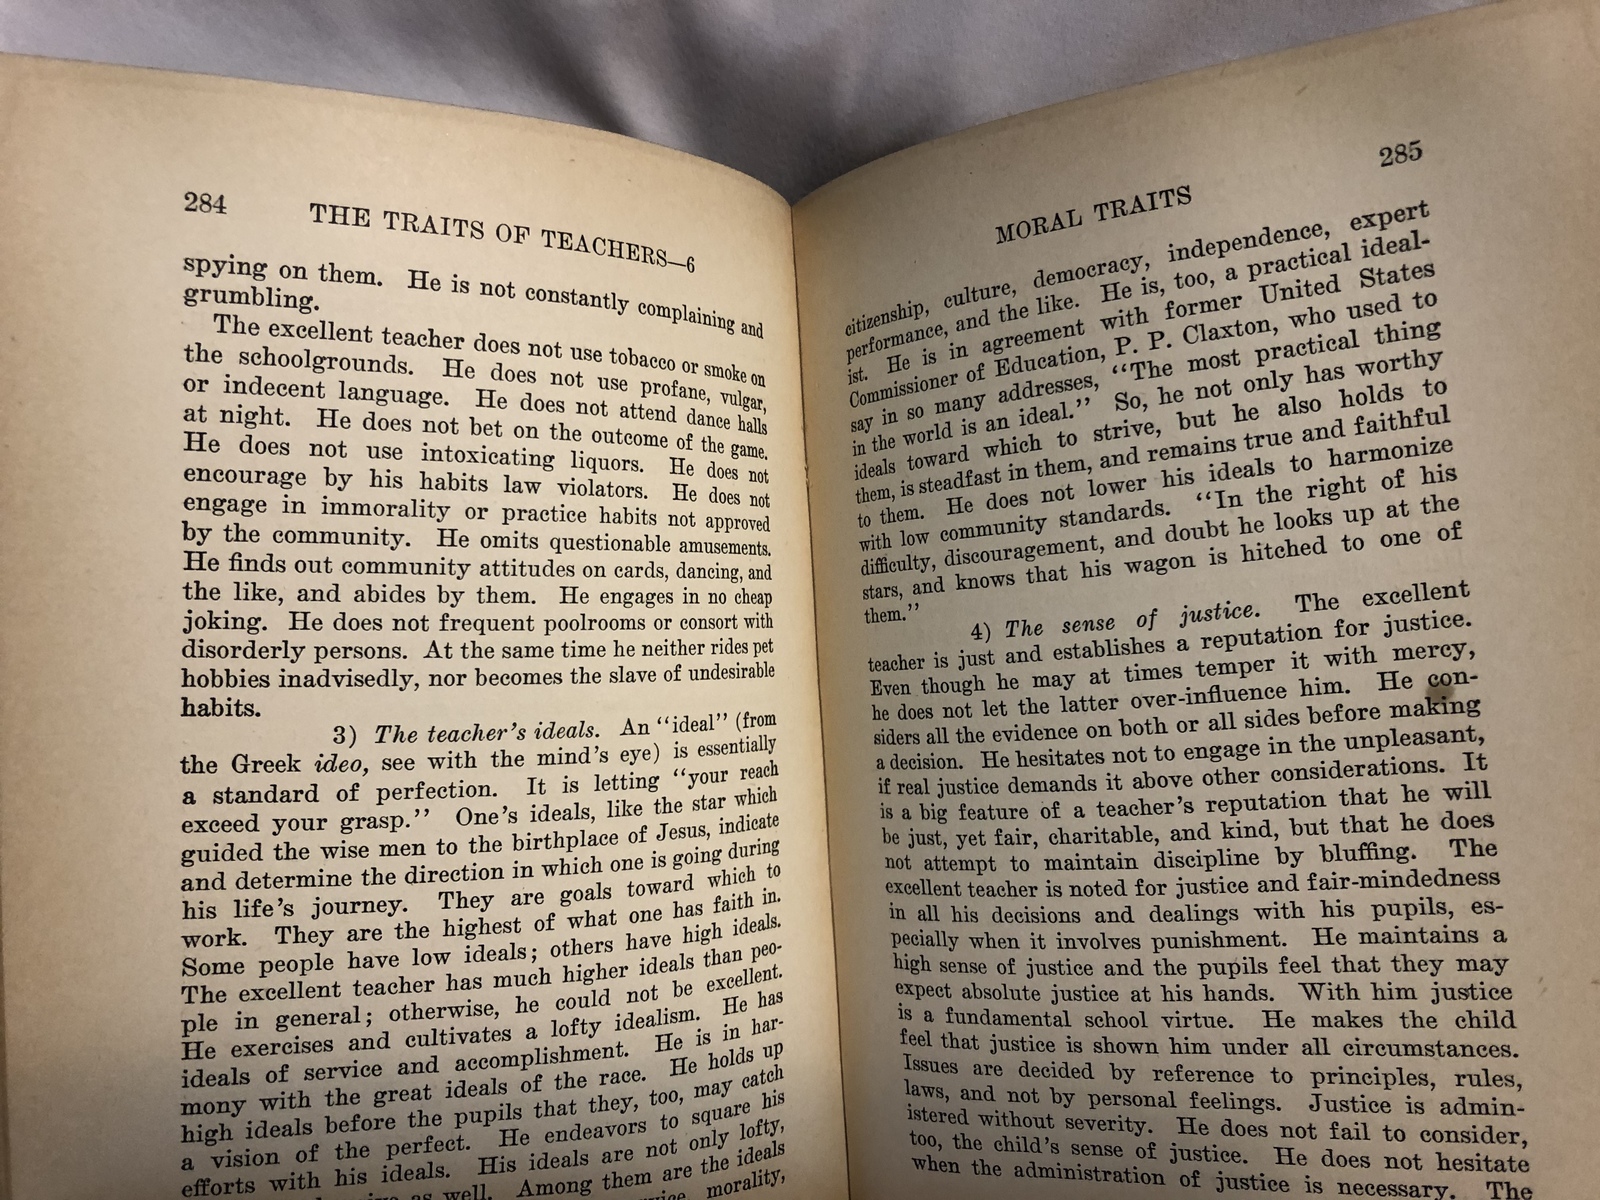 284
THE TRAITS OF TEACHERS—6
spying on them. He is not constantly complaining and
grumbling.
The excellent teacher does not use tobacco or smoke on
the schoolgrounds. He does not use profane, vulgar,
or indecent language. He does not attend dance halls
at night. He does not bet on the outcome of the game.
He does not use intoxicating liquors. He does not
encourage by his habits law violators. He does not
engage in immorality or practice habits not approved
by the community. He omits questionable amusements.
He finds out community attitudes on cards, dancing, and
the like, and abides by them. He engages in no cheap
joking. He does not frequent poolrooms or consort with
disorderly persons. At the same time he neither rides pet
hobbies inadvisedly, nor becomes the slave of undesirable
habits.
3) The teacher's ideals. An “ideal” (from
the Greek ideo, see with the mind's eye) is essentially
a standard of perfection. It is letting “your reach
exceed your grasp.” One's ideals, like the star which
guided the wise men to the birthplace of Jesus, indicate
and determine the direction in which one is going during
his life's journey. They are goals toward which to
work. They are the highest of what one has faith in.
Some people have low ideals; others have high ideals.
The excellent teacher has much higher ideals than peo-
ple in general; otherwise, he could not be excellent.
He exercises and cultivates a lofty idealism. He has
ideals of service and accomplishment. He is in har-
mony with the great ideals of the race. He holds up
high ideals before the pupils that they, too, may catch
a vision of the perfect. He endeavors to square his
efforts with his ideals. His ideals are not only lofty,
as well. Among them are the ideals
morality,
285
MORAL TRAITS
citizenship, culture, democracy, independence, expert
performance, and the like. He is, too, a practical ideal-
ist. He is in agreement with former United States
Commissioner of Education, P. P. Claxton, who used to
say in so many addresses, “The most practical thing
in the world is an ideal.” So, he not only has worthy
ideals toward which to strive, but he also holds to
them, is steadfast in them, and remains true and faithful
to them. He does not lower his ideals to harmonize
with low community standards. “In the right of his
difficulty, discouragement, and doubt he looks up at the
stars, and knows that his wagon is hitched to one of
them.”
4) The sense of justice. The excellent
teacher is just and establishes a reputation for justice.
Even though he may at times temper it with mercy,
he does not let the latter over-influence him. He con-
siders all the evidence on both or all sides before making
a decision. He hesitates not to engage in the unpleasant,
if real justice demands it above other considerations. It
is a big feature of a teacher's reputation that he will
be just, yet fair, charitable, and kind, but that he does
not attempt to maintain discipline by bluffing. The
excellent teacher is noted for justice and fair-mindedness
in all his decisions and dealings with his pupils, es-
pecially when it involves punishment. He maintains a
high sense of justice and the pupils feel that they may
expect absolute justice at his hands. With him justice
is a fundamental school virtue. He makes the child
feel that justice is shown him under all circumstances.
Issues are decided by reference to principles, rules,
laws, and not by personal feelings. Justice is admin-
istered without severity. He does not fail to consider,
too, the child's sense of justice. He does not hesitate
when the administration of justice is necessary. The